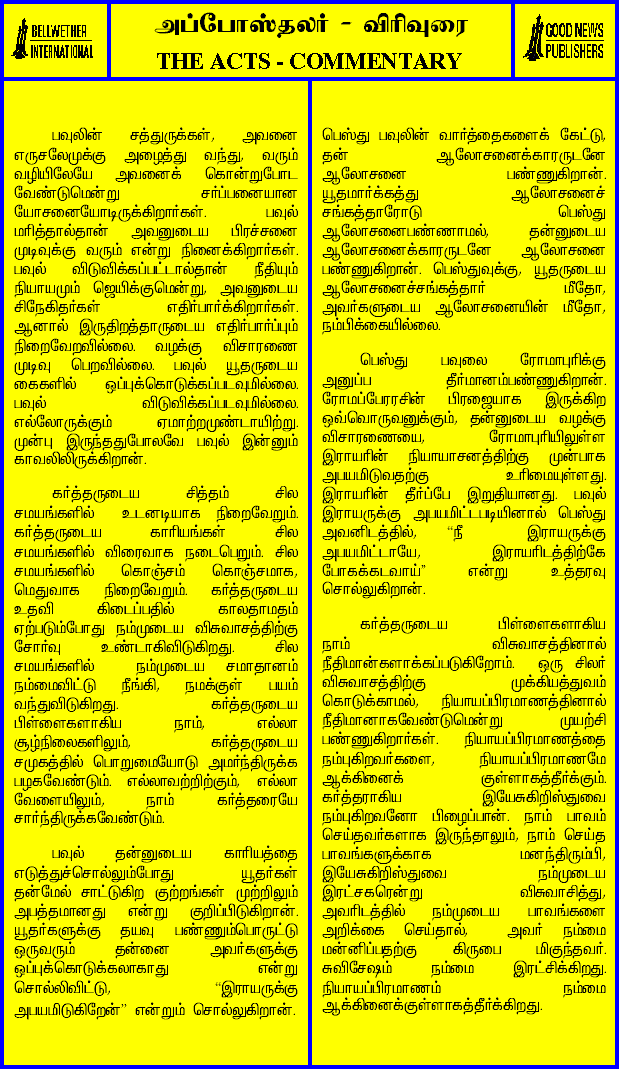 BELLWETHER
INTERNATIONAL
அப்போஸ்தலர் - விரிவுரை
THE ACTS - COMMENTARY
GOOD NEWS
PUBLISHERS
பவுலின் சத்துருக்கள், அவனை
எருசலேமுக்கு அழைத்து வந்து, வரும்
வழியிலேயே அவனைக் கொன்றுபோட
வேண்டுமென்று சர்ப்பனையான
யோசனையோடிருக்கிறார்கள். பவுல்
மரித்தால்தான் அவனுடைய பிரச்சனை
முடிவுக்கு வரும் என்று நினைக்கிறார்கள்.
பவுல் விடுவிக்கப்பட்டால்தான் நீதியும்
நியாயமும் ஜெயிக்குமென்று, அவனுடைய
சிநேகிதர்கள் எதிர்பார்க்கிறார்கள்.
ஆனால் இருதிறத்தாருடைய எதிர்பார்ப்பும்
நிறைவேறவில்லை. வழக்கு விசாரணை
முடிவு பெறவில்லை. பவுல் யூதருடைய
கைகளில் ஒப்புக்கொடுக்கப்படவுமில்லை.
பவுல் விடுவிக்கப்படவுமில்லை.
எல்லோருக்கும் ஏமாற்றமுண்டாயிற்று.
முன்பு இருந்ததுபோலவே பவுல் இன்னும்
காவலிலிருக்கிறான்.
கர்த்தருடைய சித்தம் சில
சமயங்களில் உடனடியாக நிறைவேறும்.
கர்த்தருடைய காரியங்கள் சில
சமயங்களில் விரைவாக நடைபெறும். சில
சமயங்களில் கொஞ்சம் கொஞ்சமாக,
மெதுவாக நிறைவேறும். கர்த்தருடைய
உதவி கிடைப்பதில் காலதாமதம்
ஏற்படும்போது நம்முடைய விசுவாசத்திற்கு
சோர்வு உண்டாகிவிடுகிறது. சில
சமயங்களில் நம்முடைய சமாதானம்
நம்மைவிட்டு நீங்கி, நமக்குள் பயம்
வந்துவிடுகிறது. கர்த்தருடைய
பிள்ளைகளாகிய நாம், எல்லா
சூழ்நிலைகளிலும், கர்த்தருடைய
சமுகத்தில் பொறுமையோடு அமர்ந்திருக்க
பழகவேண்டும். எல்லாவற்றிற்கும், எல்லா
வேளையிலும், நாம் கர்த்தரையே
சார்ந்திருக்கவேண்டும்.
பவுல் தன்னுடைய காரியத்தை
எடுத்துச்சொல்லும்போது யூதர்கள்
தன்மேல் சாட்டுகிற குற்றங்கள் முற்றிலும்
அபத்தமானது என்று குறிப்பிடுகிறான்.
யூதர்களுக்கு தயவு பண்ணும்பொருட்டு
ஒருவரும் தன்னை அவர்களுக்கு
ஒப்புக்கொடுக்கலாகாது என்று
சொல்லிவிட்டு, “இராயருக்கு
அபயமிடுகிறேன்” என்றும் சொல்லுகிறான்.
பெஸ்து பவுலின் வார்த்தைகளைக் கேட்டு,
தன் ஆலோசனைக்காரருடனே
ஆலோசனை பண்ணுகிறான்.
யூதமார்க்கத்து ஆலோசனைச்
சங்கத்தாரோடு பெஸ்து
ஆலோசனைபண்ணாமல், தன்னுடைய
ஆலோசனைக்காரருடனே ஆலோசனை
பண்ணுகிறான். பெஸ்துவுக்கு, யூதருடைய
ஆலோசனைச்சங்கத்தார் மீதோ,
அவர்களுடைய ஆலோசனையின் மீதோ,
நம்பிக்கையில்லை.
பெஸ்து பவுலை ரோமாபுரிக்கு
அனுப்ப தீர்மானம்பண்ணுகிறான்.
ரோமப்பேரரசின் பிரஜையாக இருக்கிற
ஒவ்வொருவனுக்கும், தன்னுடைய வழக்கு
விசாரணையை, ரோமாபுரியிலுள்ள
இராயரின் நியாயாசனத்திற்கு முன்பாக
அபயமிடுவதற்கு உரிமையுள்ளது.
இராயரின் தீர்ப்பே இறுதியானது. பவுல்
இராயருக்கு அபயமிட்டபடியினால் பெஸ்து
அவனிடத்தில், “நீ இராயருக்கு
அபயமிட்டாயே, இராயரிடத்திற்கே
போகக்கடவாய்” என்று உத்தரவு
சொல்லுகிறான்.
கர்த்தருடைய பிள்ளைகளாகிய
நாம் விசுவாசத்தினால்
நீதிமான்களாக்கப்படுகிறோம். ஒரு சிலர்
விசுவாசத்திற்கு முக்கியத்துவம்
கொடுக்காமல், நியாயப்பிரமாணத்தினால்
நீதிமானாகவேண்டுமென்று முயற்சி
பண்ணுகிறார்கள். நியாயப்பிரமாணத்தை
நம்புகிறவர்களை, நியாயப்பிரமாணமே
ஆக்கினைக் குள்ளாகத்தீர்க்கும்.
கர்த்தராகிய இயேசுகிறிஸ்துவை
நம்புகிறவனோ பிழைப்பான். நாம் பாவம்
செய்தவர்களாக இருந்தாலும், நாம் செய்த
பாவங்களுக்காக மனந்திரும்பி,
இயேசுகிறிஸ்துவை நம்முடைய
இரட்சகரென்று விசுவாசித்து,
அவரிடத்தில் நம்முடைய பாவங்களை
அறிக்கை செய்தால், அவர் நம்மை
மன்னிப்பதற்கு கிருபை மிகுந்தவர்.
சுவிசேஷம் நம்மை இரட்சிக்கிறது.
நியாயப்பிரமாணம் நம்மை
ஆக்கினைக்குள்ளாகத்தீர்க்கிறது.